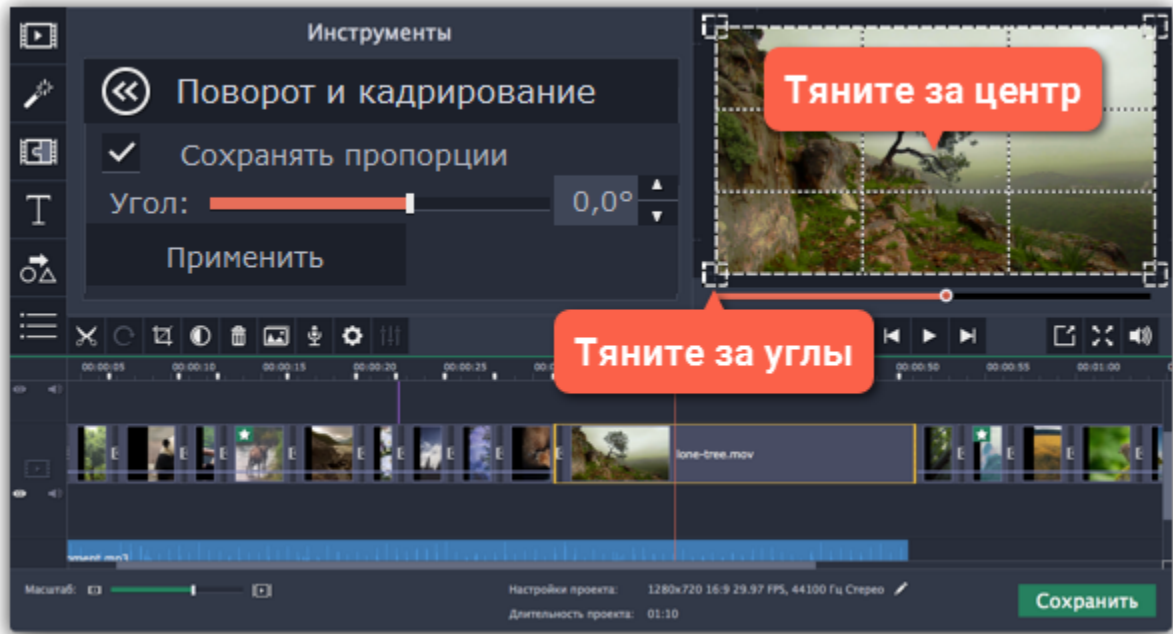 Инструменты
Поворот и кадрирование
Сохранять пропорции
Угол: 0,0°
Применить
Тяните за центр
Тяните за углы
00:00:05 00:00:10 00:00:15 00:00:20 00:00:25 00:00:50 00:00:55 00:01:00
lone-tree.mov
Масштаб:
Настройки проекта: 1280x720 16:9 29.97 FPS, 44100 Гц Стерео
Длительность проекта: 01:10
Сохранить